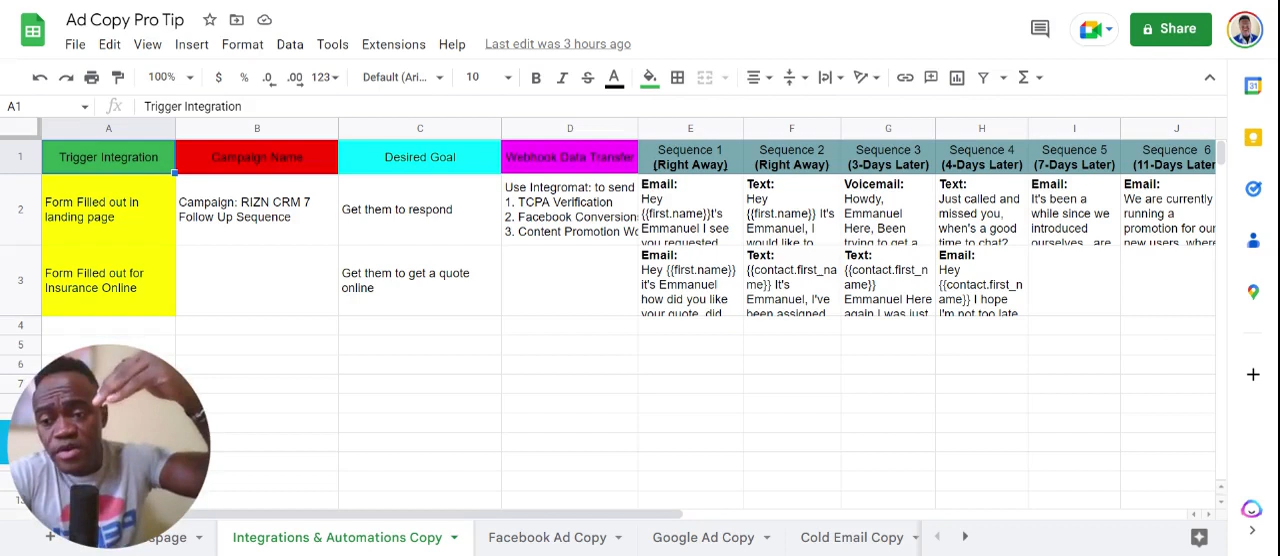 Ad Copy Pro Tip
File Edit View Insert Format Data Tools Extensions Help Last edit was 3 hours ago
Share
100% $ % .0 .00 123 Default (Ari... 10 B I S A
A1 fx Trigger Integration
A B C D E F G H I J
1 Trigger Integration Campaign Name Desired Goal Webhook Data Transfer Sequence 1 Sequence 2 Sequence 3 Sequence 4 Sequence 5 Sequence 6
(Right Away) (Right Away) (3-Days Later) (4-Days Later) (7-Days Later) (11-Days Later
2
Form Filled out in
landing page
Campaign: RIZN CRM 7
Follow Up Sequence
Get them to respond
Use Integromat: to send
1. TCPA Verification
2. Facebook Conversion
3. Content Promotion Wo
Email:
Hey
{{first.name}}It's
Emmanuel I see
you requested
Text:
Hey
{{first.name}} It's
Emmanuel, I
would like to
Voicemail:
Howdy,
Emmanuel
Here, Been
trying to get a
Text:
Just called and
missed you,
when's a good
time to chat?
Email:
It's been a
while since we
introduced
ourselves, are
Email:
We are currently
running a
promotion for our
new users, where
3
Form Filled out for
Insurance Online
Get them to get a quote
online
Email:
Hey {{first.name}}
it's Emmanuel
how did you like
your quote, did
Text:
{{contact.first_na
me}} It's
Emmanuel, I've
been assigned
Text:
{{contact.first_n
ame}}
Emmanuel Here
again I was just
Email:
Hey
{{contact.first_n
ame}} I hope
I'm not too late
4
5
6
7
page Integrations & Automations Copy Facebook Ad Copy Google Ad Copy Cold Email Copy